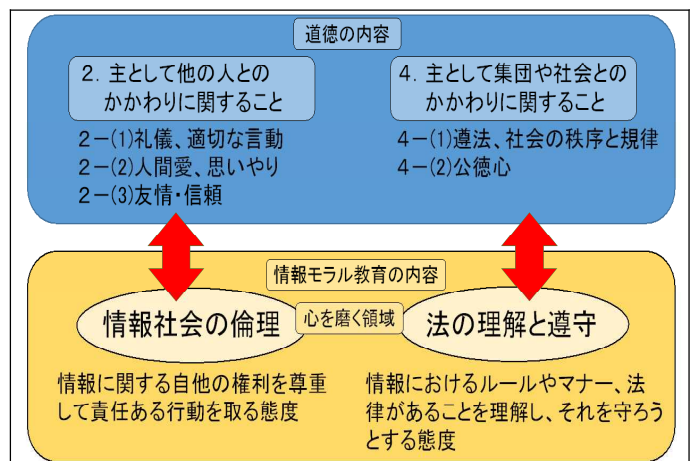 道徳の内容
2．主として他の人との
かかわりに関すること
2－(1)礼儀、適切な言動
2－(2)人間愛、思いやり
2－(3)友情・信頼
4．主として集団や社会との
かかわりに関すること
4－(1)遵法、社会の秩序と規律
4－(2)公徳心
情報モラル教育の内容
情報社会の倫理
心を磨く領域
法の理解と遵守
情報に関する自他の権利を尊重
して責任ある行動を取る態度
情報におけるルールやマナー、法
律があることを理解し、それを守ろう
とする態度